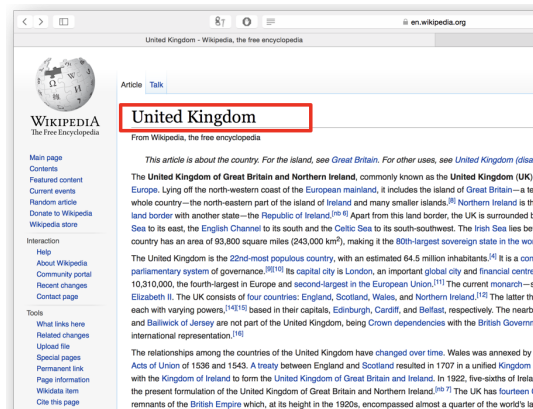 en.wikipedia.org
United Kingdom - Wikipedia, the free encyclopedia
WIKIPEDIA
The Free Encyclopedia
Main page
Contents
Featured content
Current events
Random article
Donate to Wikipedia
Wikipedia store
Interaction
Help
About Wikipedia
Community portal
Recent changes
Contact page
Tools
What links here
Related changes
Upload file
Special pages
Permanent link
Page information
Wikidata item
Cite this page
Article Talk
United Kingdom
From Wikipedia, the free encyclopedia
This article is about the country. For the island, see Great Britain. For other uses, see United Kingdom (disa
The United Kingdom of Great Britain and Northern Ireland, commonly known as the United Kingdom (UK)
Europe. Lying off the north-western coast of the European mainland, it includes the island of Great Britain—a te
whole country—the north-eastern part of the island of Ireland and many smaller islands.[8] Northern Ireland is th
land border with another state—the Republic of Ireland.[nb 6] Apart from this land border, the UK is surrounded b
Sea to its east, the English Channel to its south and the Celtic Sea to its south-southwest. The Irish Sea lies bet
country has an area of 93,800 square miles (243,000 km²), making it the 80th-largest sovereign state in the wor
The United Kingdom is the 22nd-most populous country, with an estimated 64.5 million inhabitants.[4] It is a con
parliamentary system of governance.[9][10] Its capital city is London, an important global city and financial centre
10,310,000, the fourth-largest in Europe and second-largest in the European Union.[11] The current monarch—s
Elizabeth II. The UK consists of four countries: England, Scotland, Wales, and Northern Ireland.[12] The latter th
each with varying powers,[14][15] based in their capitals, Edinburgh, Cardiff, and Belfast, respectively. The nearb
and Bailiwick of Jersey are not part of the United Kingdom, being Crown dependencies with the British Governm
international representation.[16]
The relationships among the countries of the United Kingdom have changed over time. Wales was annexed by
Acts of Union of 1536 and 1543. A treaty between England and Scotland resulted in 1707 in a unified Kingdom
with the Kingdom of Ireland to form the United Kingdom of Great Britain and Ireland. In 1922, five-sixths of Irela
the present formulation of the United Kingdom of Great Britain and Northern Ireland.[nb 7] The UK has fourteen
remnants of the British Empire which, at its height in the 1920s, encompassed almost a quarter of the world's la